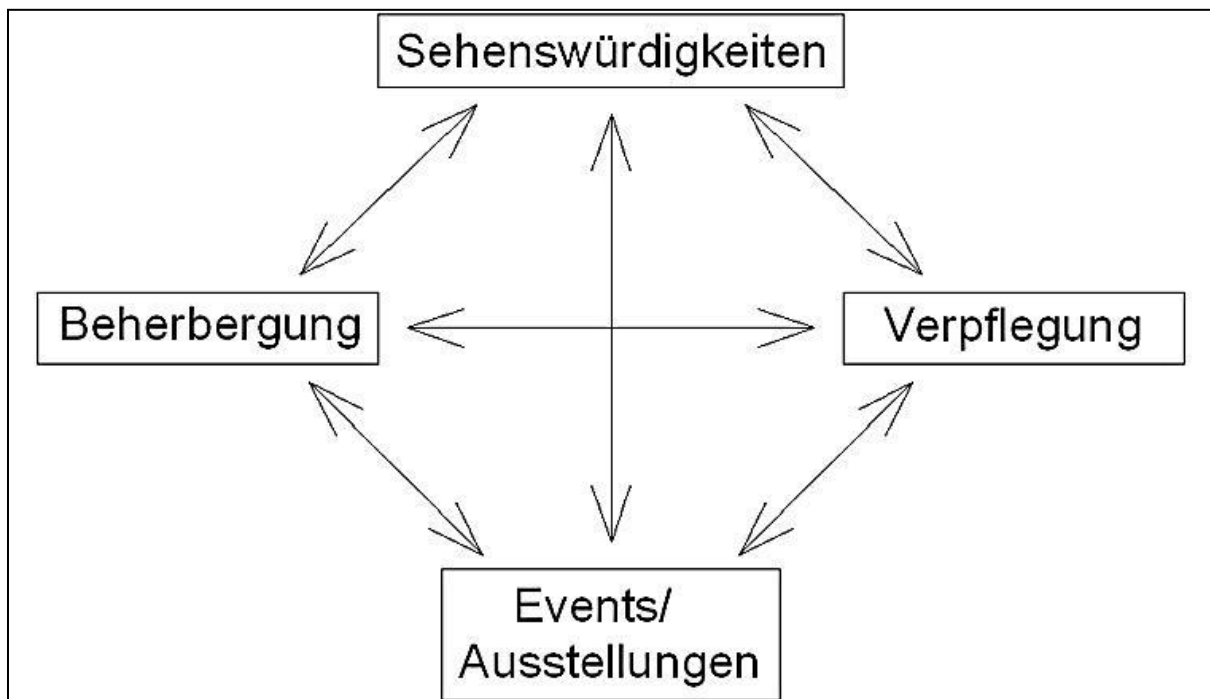 Sehenswürdigkeiten
Beherbergung
Verpflegung
Events/
Ausstellungen